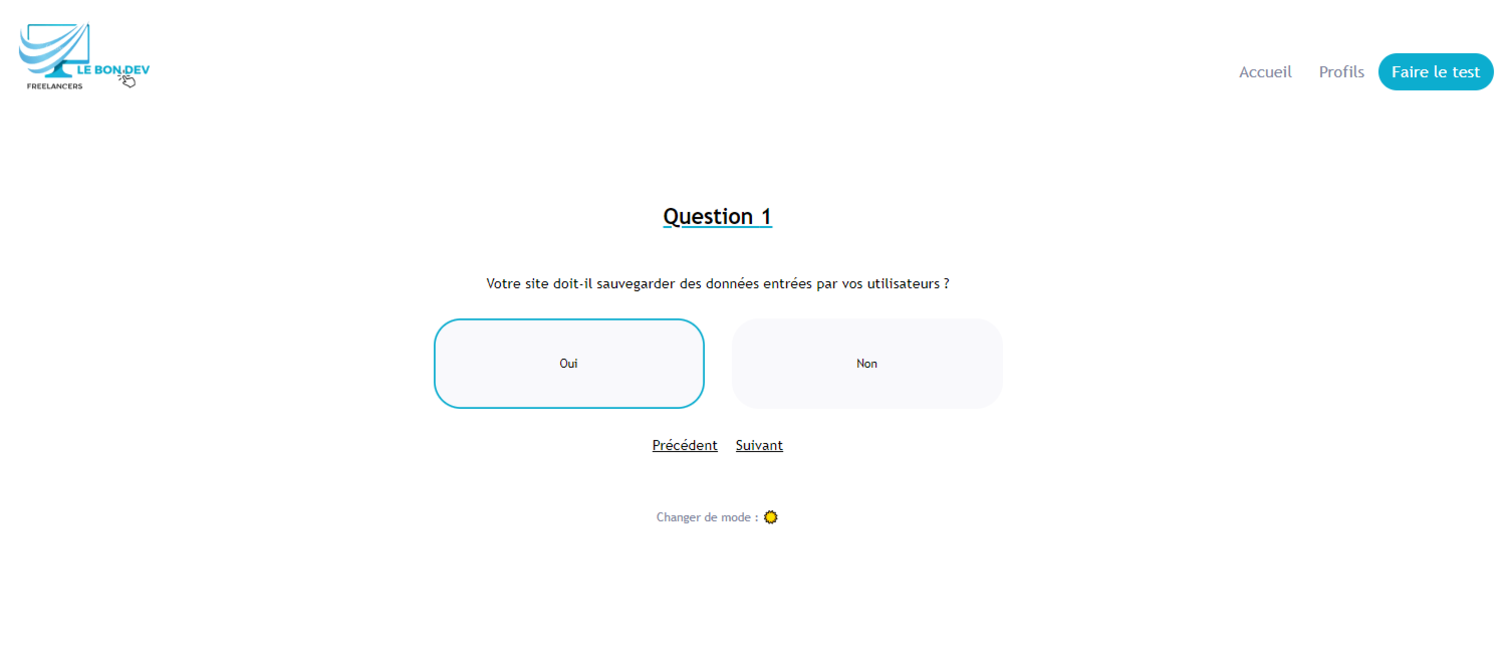 LE BON DEV
FREELANCERS
Accueil
Profils
Faire le test
Question 1
Votre site doit-il sauvegarder des données entrées par vos utilisateurs ?
Oui
Non
Précédent
Suivant
Changer de mode :